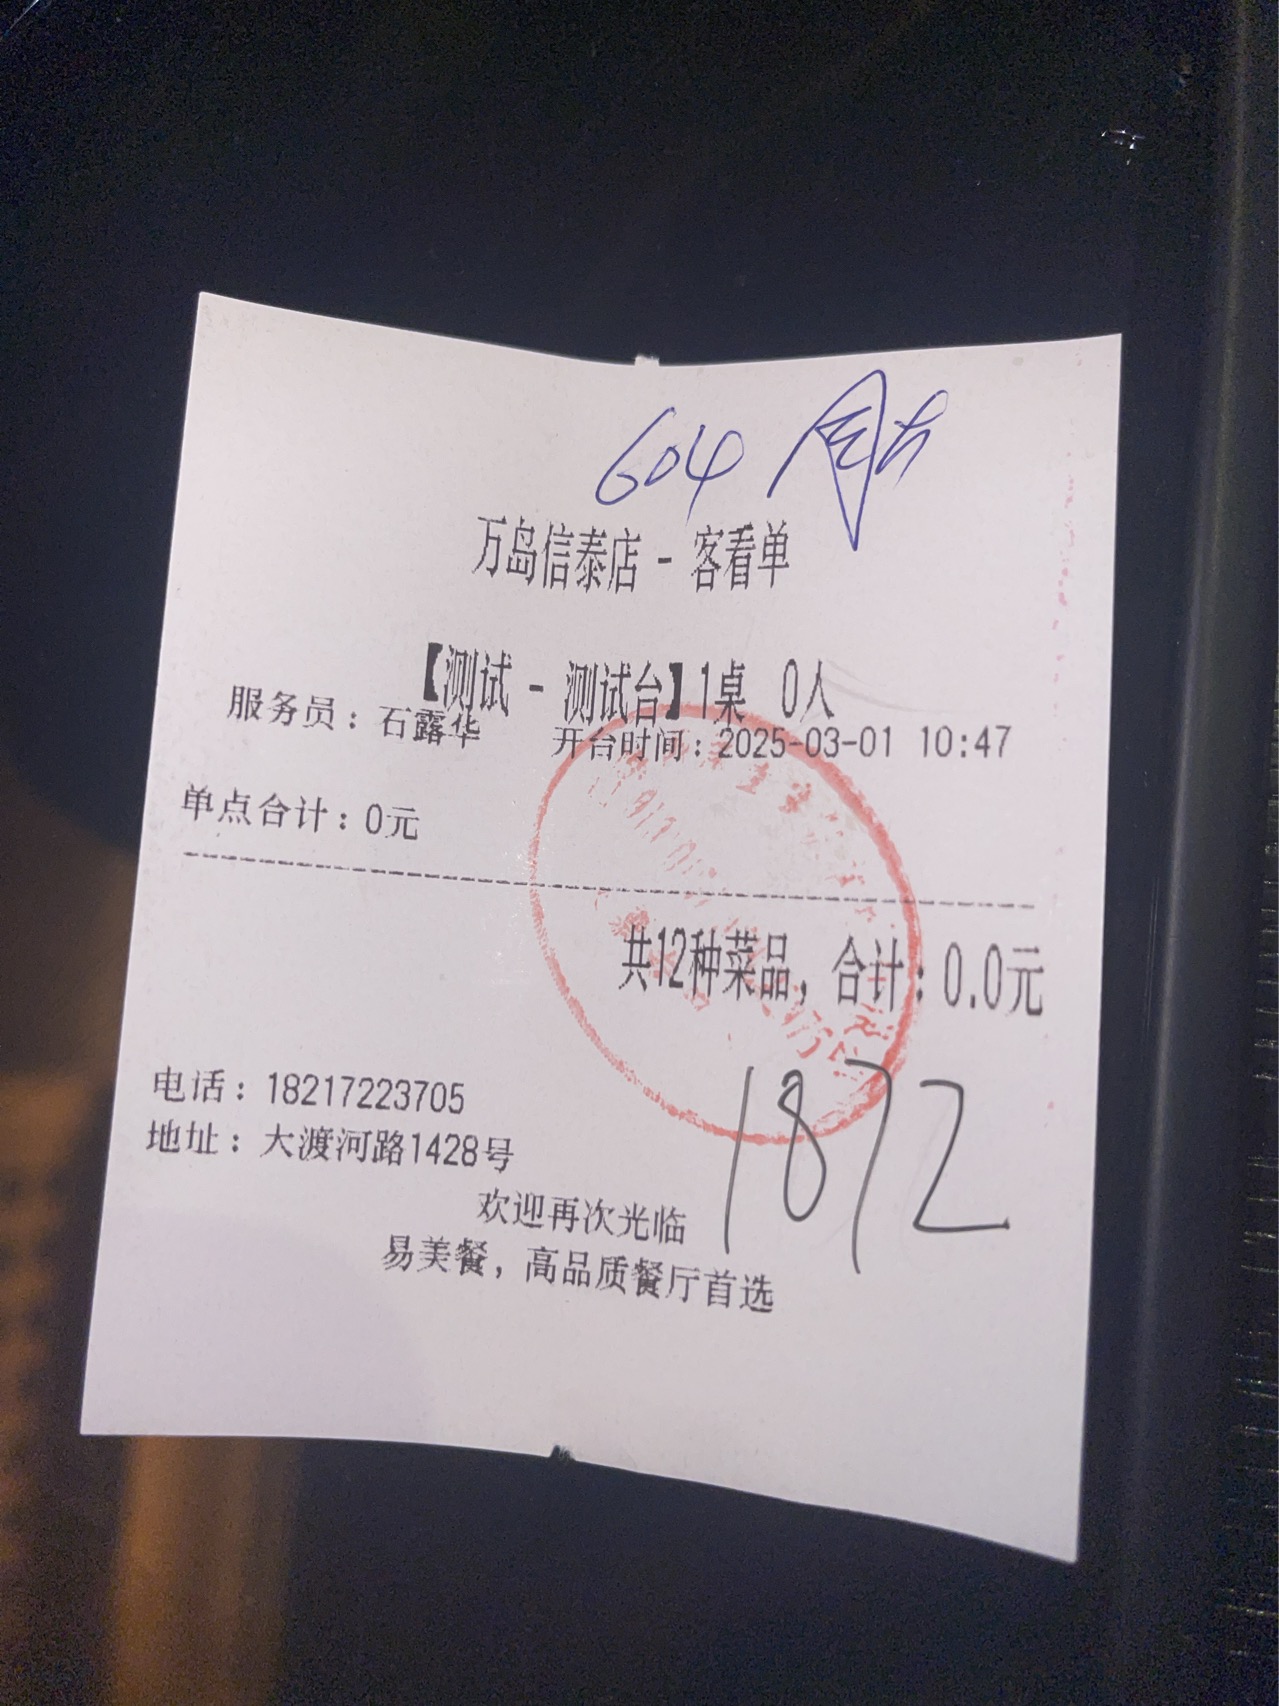 604
万岛信泰店 - 客看单
【测试 - 测试台】1桌 0人
服务员：石露华 开台时间：2025-03-01 10:47
单点合计：0元
共12种菜品，合计：0.0元
1872
电话：18217223705
地址：大渡河路1428号
欢迎再次光临
易美餐，高品质餐厅首选